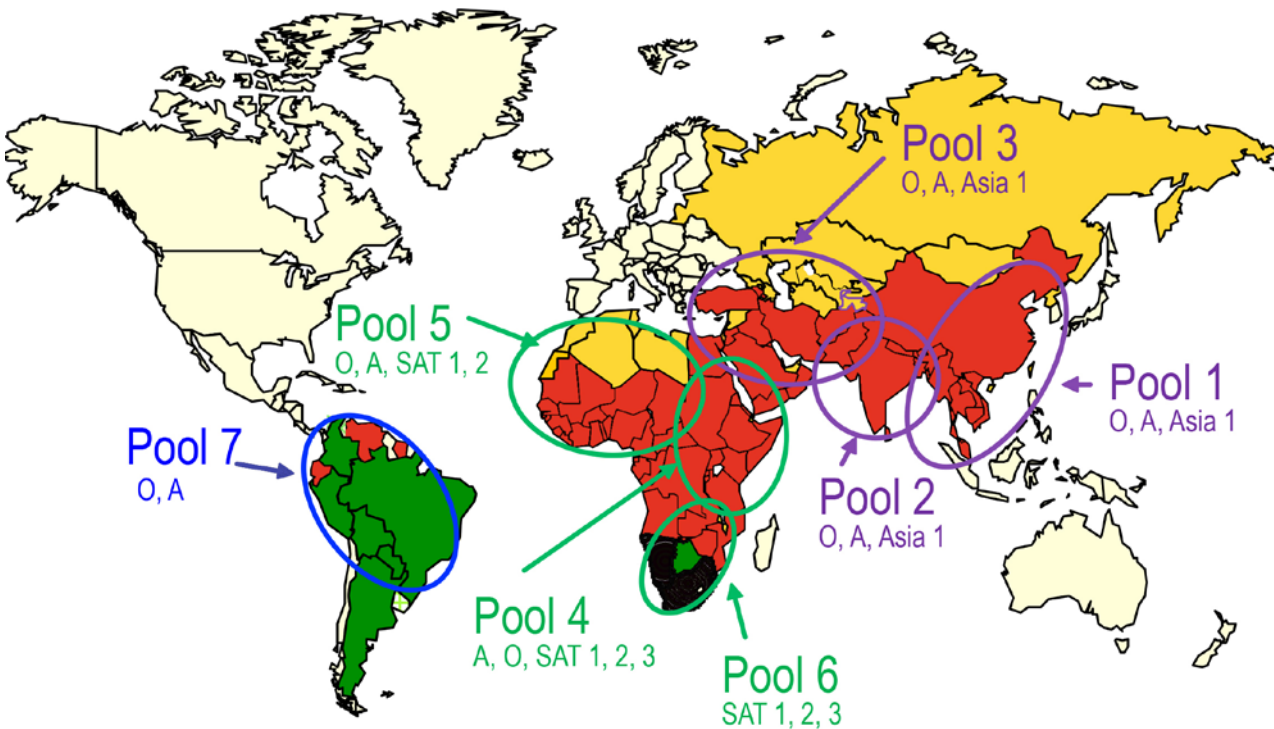 Pool 3
O, A, Asia 1
Pool 5
O, A, SAT 1, 2
Pool 1
O, A, Asia 1
Pool 7
O, A
Pool 2
O, A, Asia 1
Pool 4
A, O, SAT 1, 2, 3
Pool 6
SAT 1, 2, 3